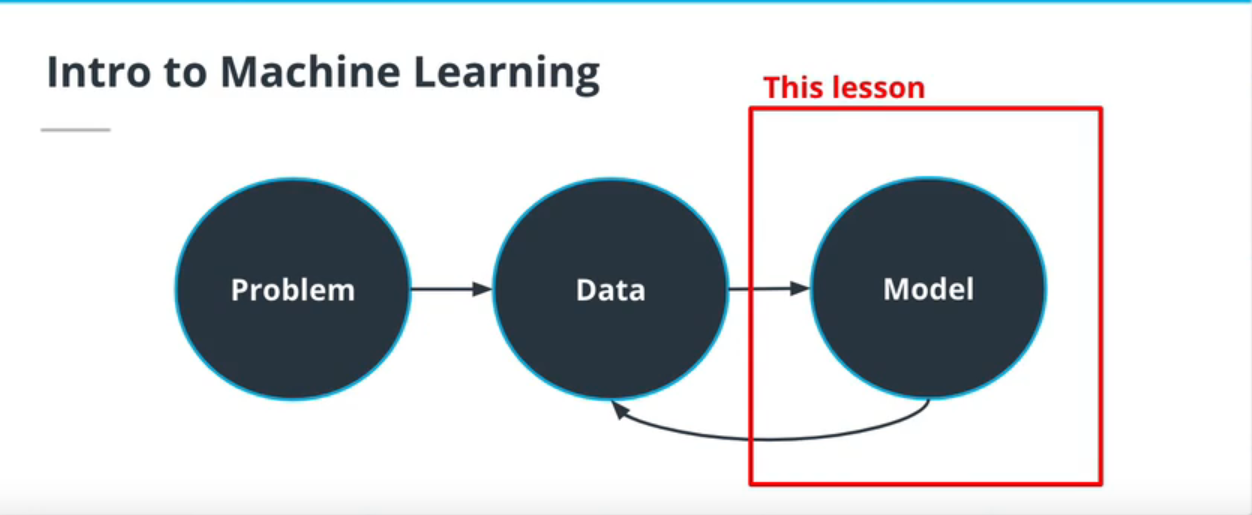 Intro to Machine Learning
This lesson
Problem
Data
Model